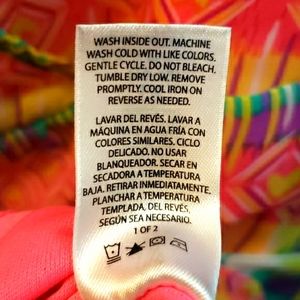 WASH INSIDE OUT. MACHINE
WASH COLD WITH LIKE COLORS.
GENTLE CYCLE. DO NOT BLEACH.
TUMBLE DRY LOW. REMOVE
PROMPTLY. COOL IRON ON
REVERSE AS NEEDED.
LAVAR DEL REVÉS. LAVAR A
MÁQUINA EN AGUA FRÍA CON
COLORES SIMILARES. CICLO
DELICADO. NO USAR
BLANQUEADOR. SECAR EN
SECADORA A TEMPERATURA
BAJA. RETIRAR INMEDIATAMENTE.
PLANCHAR A TEMPERATURA
TEMPLADA, DEL REVÉS,
SEGÚN SEA NECESARIO.
1 OF 2